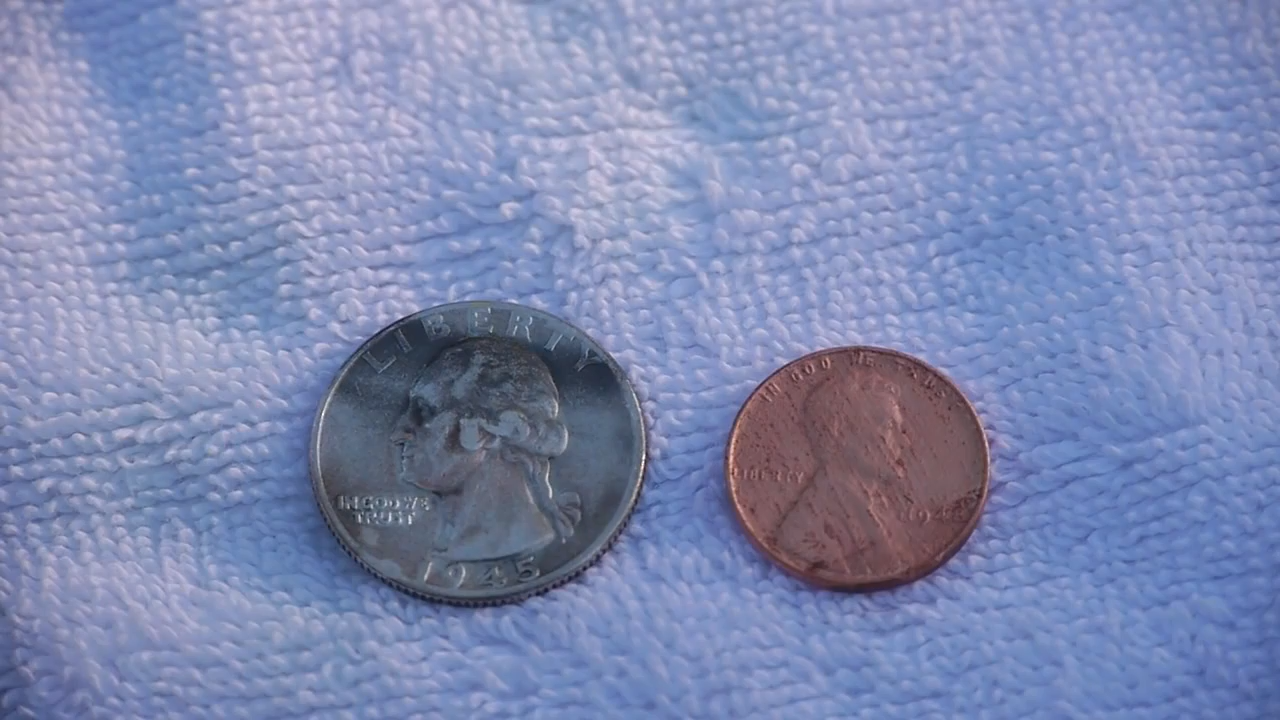 LIBERTY
IN GOD WE
TRUST
1945
IN GOD WE TRUST
LIBERTY